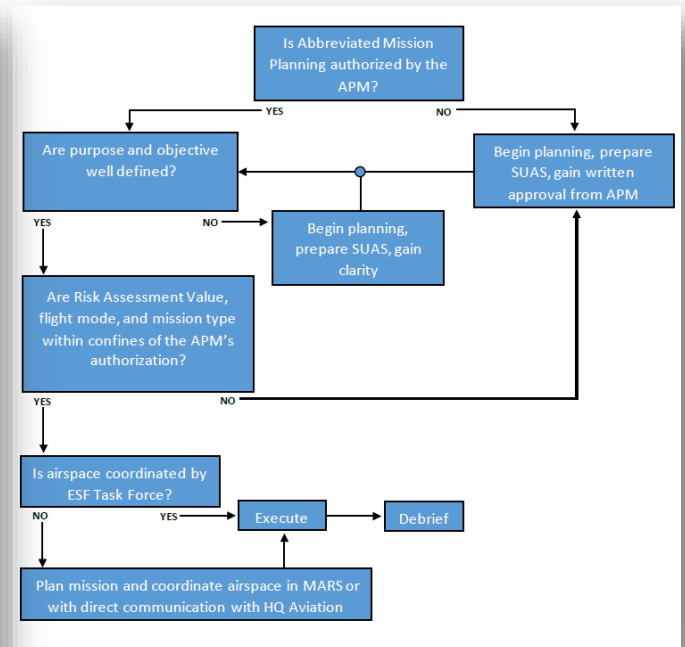 Is Abbreviated Mission
Planning authorized by the
APM?
YES
NO
Are purpose and objective
well defined?
Begin planning, prepare
SUAS, gain written
approval from APM
YES
NO
Begin planning,
prepare SUAS, gain
clarity
Are Risk Assessment Value,
flight mode, and mission type
within confines of the APM's
authorization?
YES
NO
Is airspace coordinated by
ESF Task Force?
NO
YES
Execute
Debrief
Plan mission and coordinate airspace in MARS or
with direct communication with HQ Aviation